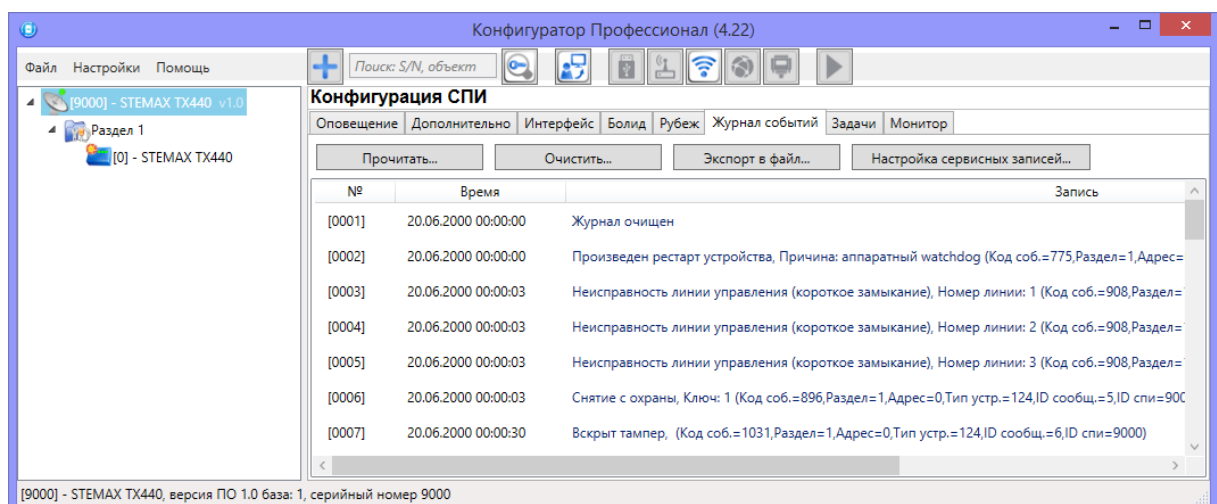 Конфигуратор Профессионал (4.22)
Файл Настройки Помощь
Поиск: S/N, объект
[9000] - STEMAX TX440 v1.0
Раздел 1
[0] - STEMAX TX440
Конфигурация СПИ
Оповещение Дополнительно Интерфейс Болид Рубеж Журнал событий Задачи Монитор
Прочитать... Очистить... Экспорт в файл... Настройка сервисных записей...
№ Время Запись
[0001] 20.06.2000 00:00:00 Журнал очищен
[0002] 20.06.2000 00:00:00 Произведен рестарт устройства, Причина: аппаратный watchdog (Код соб.=775,Раздел=1,Адрес=
[0003] 20.06.2000 00:00:03 Неисправность линии управления (короткое замыкание), Номер линии: 1 (Код соб.=908,Раздел=
[0004] 20.06.2000 00:00:03 Неисправность линии управления (короткое замыкание), Номер линии: 2 (Код соб.=908,Раздел=
[0005] 20.06.2000 00:00:03 Неисправность линии управления (короткое замыкание), Номер линии: 3 (Код соб.=908,Раздел=
[0006] 20.06.2000 00:00:03 Снятие с охраны, Ключ: 1 (Код соб.=896,Раздел=1,Адрес=0,Тип устр.=124,ID сообщ.=5,ID спи=900
[0007] 20.06.2000 00:00:30 Вскрыт тампер, (Код соб.=1031,Раздел=1,Адрес=0,Тип устр.=124,ID сообщ.=6,ID спи=9000)
[9000] - STEMAX TX440, версия ПО 1.0 база: 1, серийный номер 9000